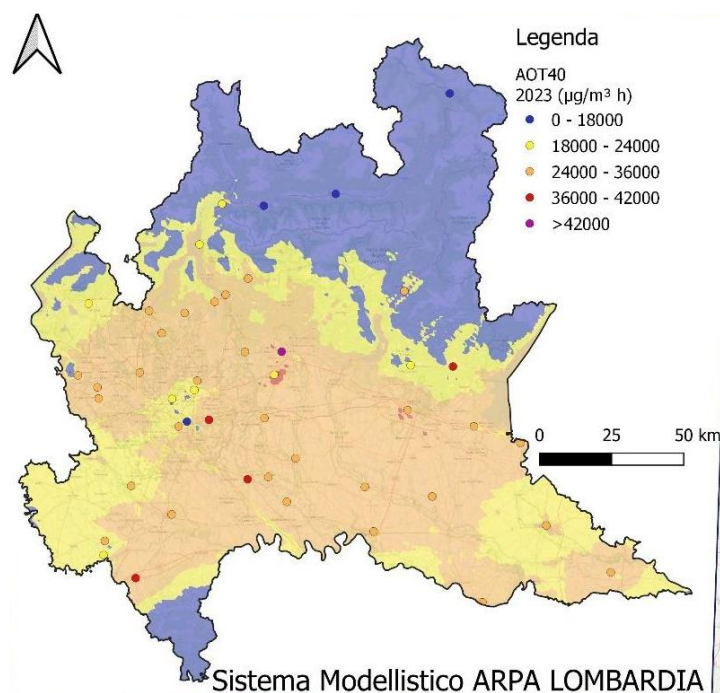 Legenda
AOT40
2023 (µg/m³ h)
0 - 18000
18000 - 24000
24000 - 36000
36000 - 42000
>42000
0 50 km
Sistema Modellistico ARPA LOMBARDIA